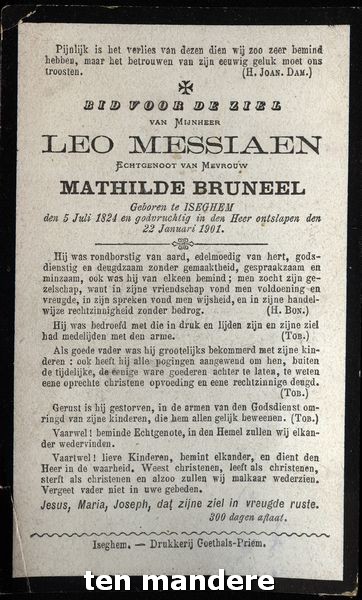 Pijnlijk is het verlies van dezen dien wij zoo zeer bemind
hebben, maar het betrouwen van zijn eeuwig geluk moet ons
troosten. (H. JOAN. DAM.)
BID VOOR DE ZIEL
VAN MIJNHEER
LEO MESSIAEN
ECHTGENOOT VAN MEVROUW
MATHILDE BRUNEEL
Geboren te ISEGHEM
den 5 Juli 1824 en godvruchtig in den Heer ontslapen den
22 Januari 1901.
Hij was rondborstig van aard, edelmoedig van hert, gods-
dienstig en deugdzaam zonder gemaaktheid, gespraakzaam en
minzaam, ook was hij van elkeen bemind; men zocht zijn ge-
zelschap, want in zijne vriendschap vond men voldoening en
vreugde, in zijn spreken vond men wijsheid, en in zijne handel-
wijze rechtzinnigheid zonder bedrog. (H. BON.)
Hij was bedroefd met die in druk en lijden zijn en zijne ziel
had medelijden met den arme. (TOB.)
Als goede vader was hij grootelijks bekommerd met zijne kin-
deren: ook heeft hij alle pogingen aangewend om hen, buiten
de tijdelijke, de eenige ware goederen achter te laten, te weten
eene oprechte christene opvoeding en eene rechtzinnige deugd.
(TOB.)
Gerust is hij gestorven, in de armen van den Godsdienst om-
ringd van zijne kinderen, die hem allen gelijk beweenen. (TOB.)
Vaarwel! beminde Echtgenote, in den Hemel zullen wij elkan-
ander wedervinden.
Vaartwel! lieve Kinderen, bemint elkander, en dient den
Heer in de waarheid. Weest christenen, leeft als christenen,
sterft als christenen en alzoo zullen wij malkaar wederzien.
Vergeet vader niet in uwe gebeden.
Jesus, Maria, Joseph, dat zijne ziel in vreugde ruste.
300 dagen aflaat.
Iseghem. — Drukkerij Goethals-Priem.
ten mandere